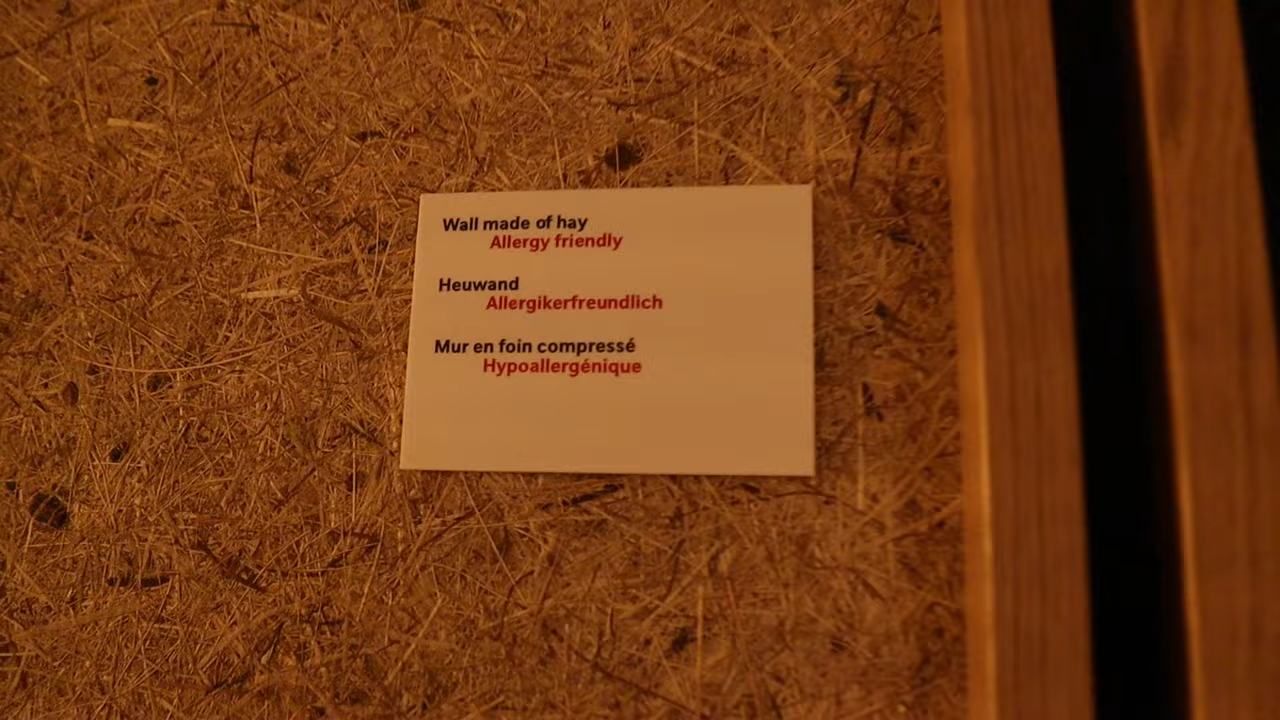 Wall made of hay
Allergy friendly
Heuwand
Allergikerfreundlich
Mur en foin compressé
Hypoallergénique